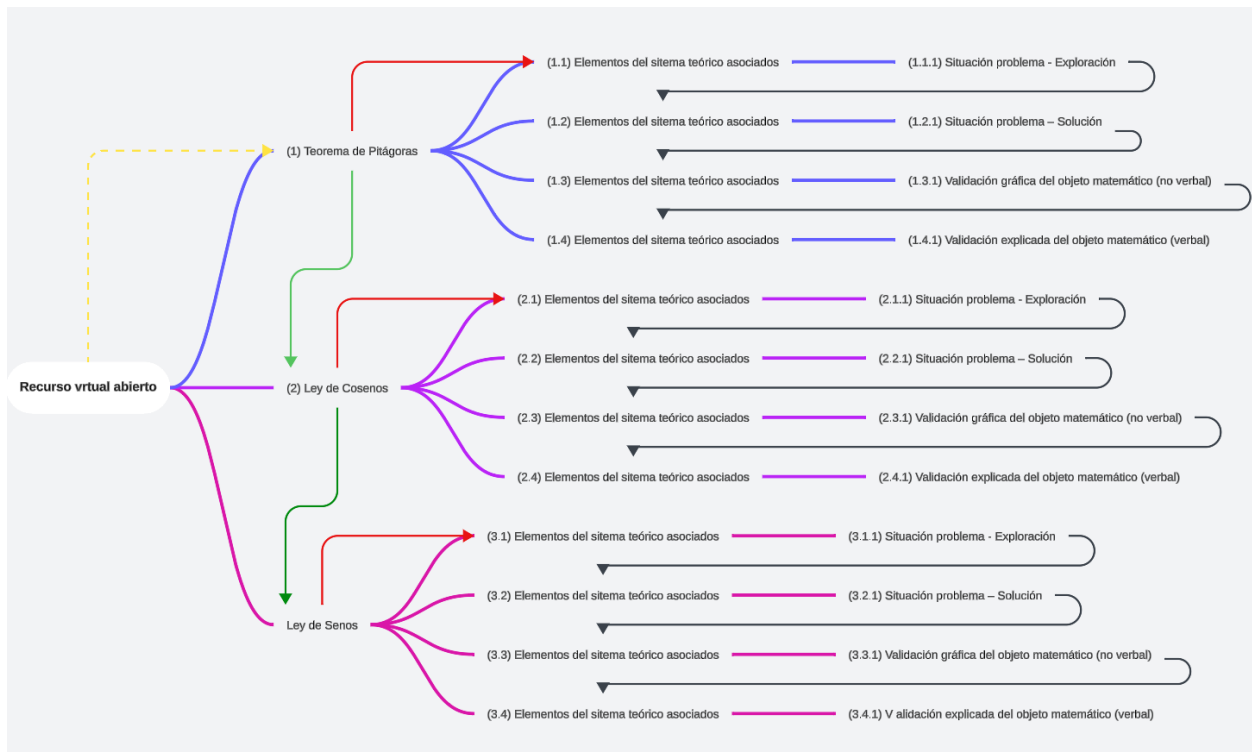 (1.1) Elementos del sitema teórico asociados
(1.1.1) Situación problema - Exploración
(1.2) Elementos del sitema teórico asociados
(1.2.1) Situación problema – Solución
(1) Teorema de Pitágoras
(1.3) Elementos del sitema teórico asociados
(1.3.1) Validación gráfica del objeto matemático (no verbal)
(1.4) Elementos del sitema teórico asociados
(1.4.1) Validación explicada del objeto matemático (verbal)
(2.1) Elementos del sitema teórico asociados
(2.1.1) Situación problema - Exploración
(2.2) Elementos del sitema teórico asociados
(2.2.1) Situación problema – Solución
Recurso vrtual abierto
(2) Ley de Cosenos
(2.3) Elementos del sitema teórico asociados
(2.3.1) Validación gráfica del objeto matemático (no verbal)
(2.4) Elementos del sitema teórico asociados
(2.4.1) Validación explicada del objeto matemático (verbal)
(3.1) Elementos del sitema teórico asociados
(3.1.1) Situación problema - Exploración
(3.2) Elementos del sitema teórico asociados
(3.2.1) Situación problema – Solución
Ley de Senos
(3.3) Elementos del sitema teórico asociados
(3.3.1) Validación gráfica del objeto matemático (no verbal)
(3.4) Elementos del sitema teórico asociados
(3.4.1) V alidación explicada del objeto matemático (verbal)